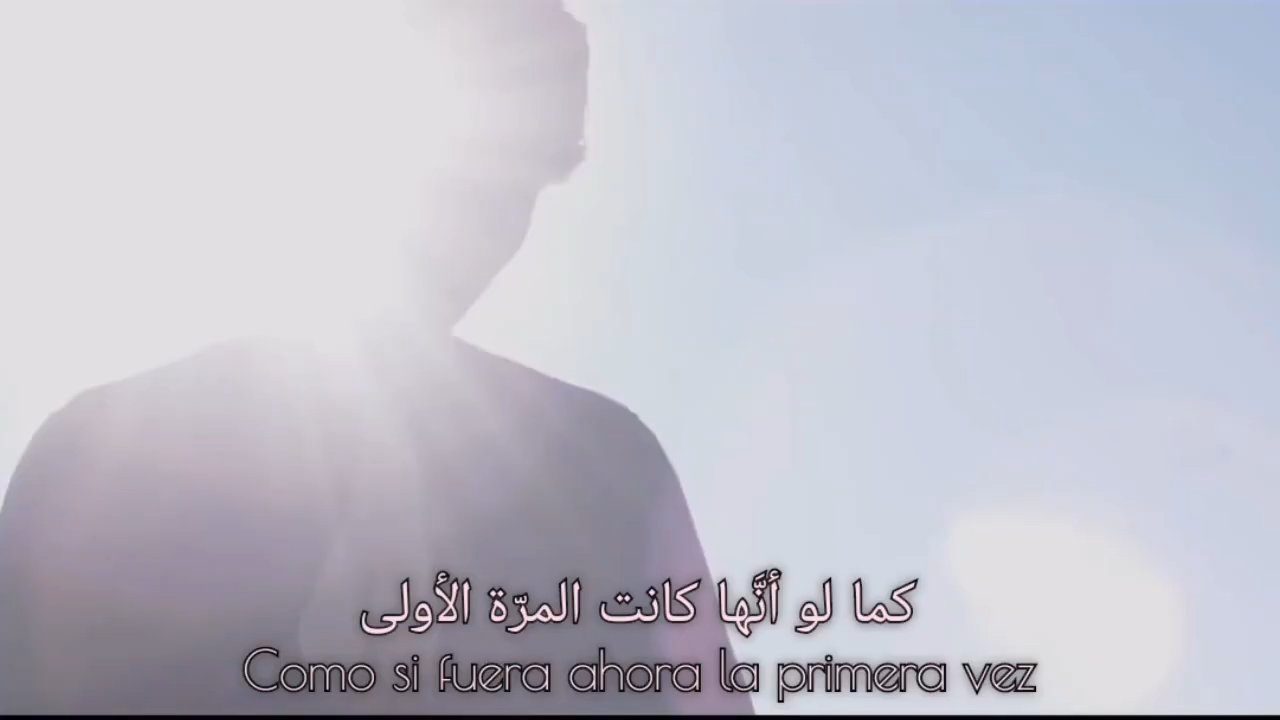 كما لو أنَّها كانت المرّة الأولى
Como si fuera ahora la primera vez